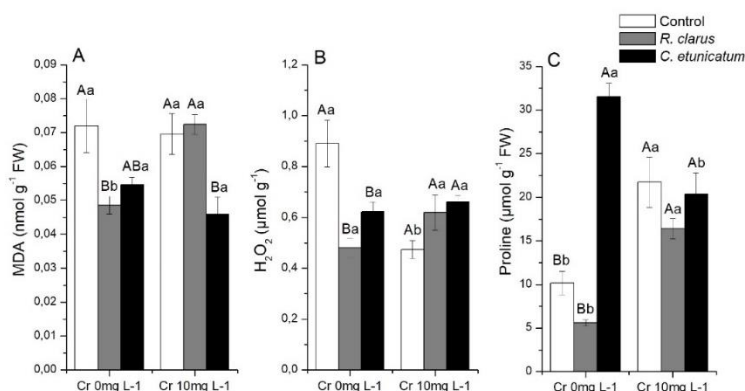 Control
R. clarus
C. etunicatum
A
MDA (nmol g⁻¹ FW)
0,09
0,08
0,07
0,06
0,05
0,04
0,03
0,02
0,01
0,00
Aa
Bb
ABa
Aa
Aa
Ba
Cr 0mg L-1
Cr 10mg L-1
B
H₂O₂ (μmol g⁻¹)
1,2
1,0
0,8
0,6
0,4
0,2
0,0
Aa
Ba
Ba
Ab
Aa
Aa
Cr 0mg L-1
Cr 10mg L-1
C
Proline (μmol g⁻¹ FW)
35
30
25
20
15
10
5
0
Bb
Bb
Aa
Aa
Aa
Ab
Cr 0mg L-1
Cr 10mg L-1